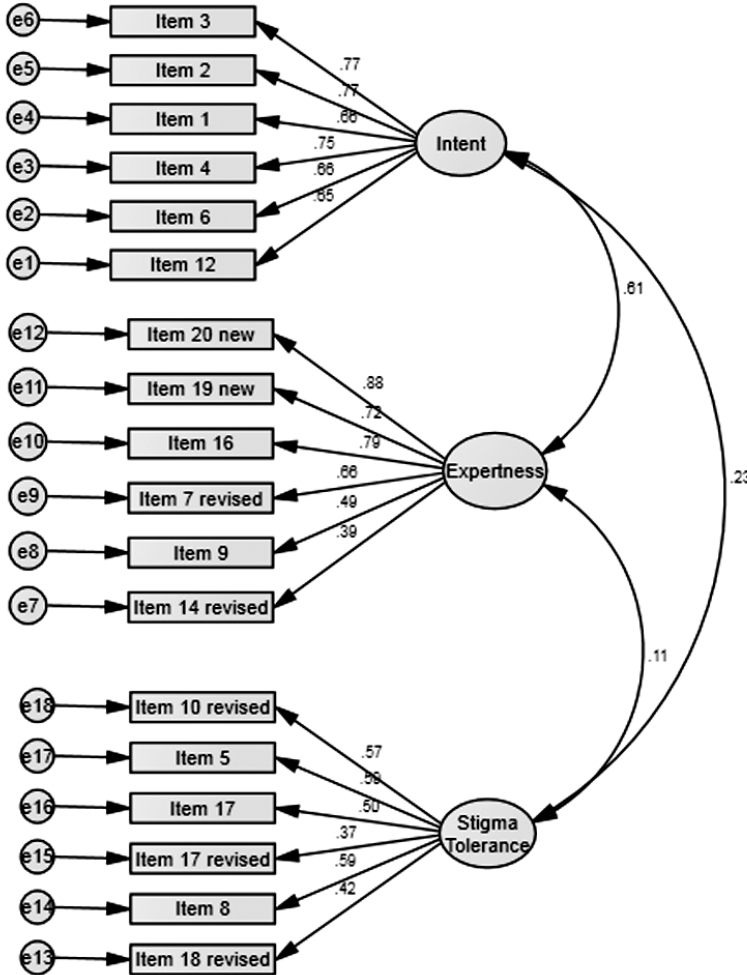 e6
Item 3
.77
e5
Item 2
.77
e4
Item 1
.66
Intent
e3
Item 4
.75
e2
Item 6
.66
e1
Item 12
.65
.61
e12
Item 20 new
.88
e11
Item 19 new
.72
e10
Item 16
.79
Expertness
.23
e9
Item 7 revised
.66
e8
Item 9
.49
e7
Item 14 revised
.39
.11
e18
Item 10 revised
.57
e17
Item 5
e16
Item 17
.50
Stigma
Tolerance
e15
Item 17 revised
.37
e14
Item 8
.59
e13
Item 18 revised
.42